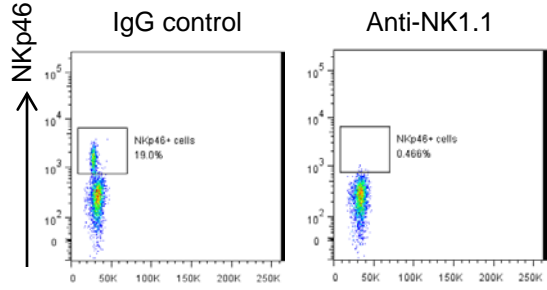 IgG control
Anti-NK1.1
NKp46
10^5
10^4
10^3
10^2
0
NKp46+ cells
19.0%
0 50K 100K 150K 200K 250K
10^5
10^4
10^3
10^2
0
NKp46+ cells
0.466%
0 50K 100K 150K 200K 250K